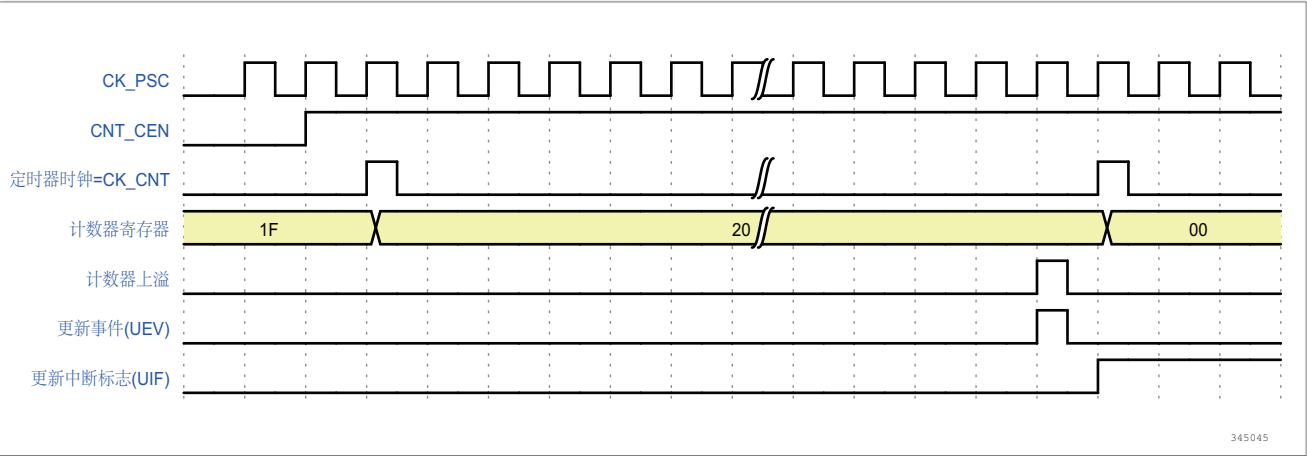 CK_PSC
CNT_CEN
定时器时钟=CK_CNT
计数器寄存器 1F 20 00
计数器上溢
更新事件(UEV)
更新中断标志(UIF)
345045